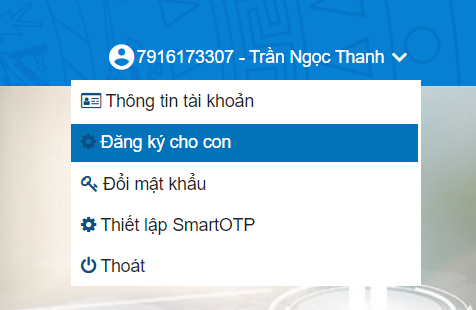 7916173307 - Trần Ngọc Thanh
Thông tin tài khoản
Đăng ký cho con
Đổi mật khẩu
Thiết lập SmartOTP
Thoát